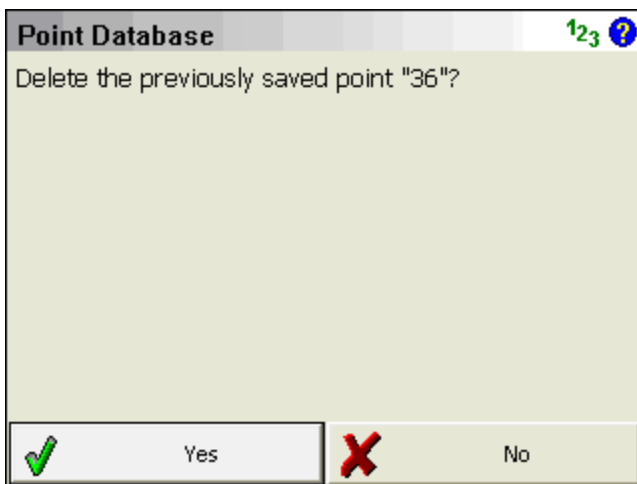 Point Database 123 ?
Delete the previously saved point "36"?
Yes No